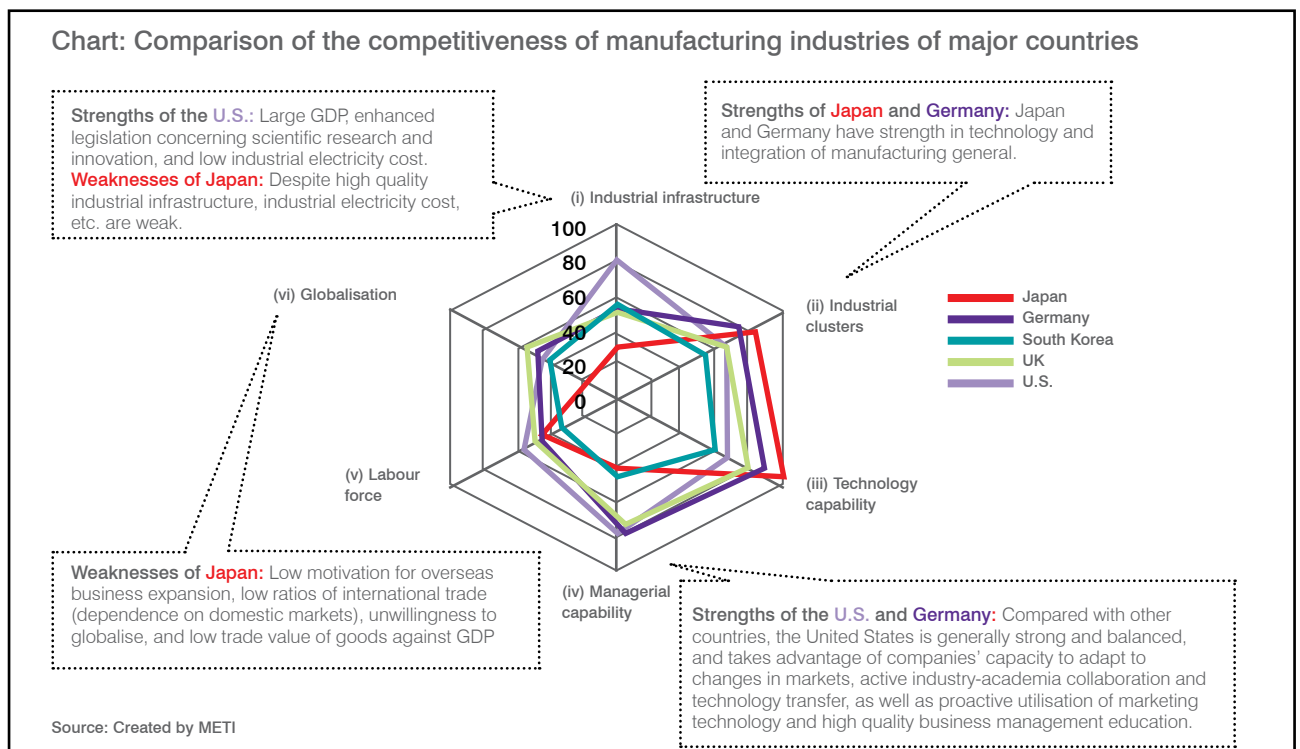 Chart: Comparison of the competitiveness of manufacturing industries of major countries
Strengths of the U.S.: Large GDP, enhanced
legislation concerning scientific research and
innovation, and low industrial electricity cost.
Weaknesses of Japan: Despite high quality
industrial infrastructure, industrial electricity cost,
etc. are weak.
Strengths of Japan and Germany: Japan
and Germany have strength in technology and
integration of manufacturing general.
(i) Industrial infrastructure
100
80
60
40
20
0
(vi) Globalisation
(ii) Industrial
clusters
Japan
Germany
South Korea
UK
U.S.
(v) Labour
force
(iii) Technology
capability
(iv) Managerial
capability
Weaknesses of Japan: Low motivation for overseas
business expansion, low ratios of international trade
(dependence on domestic markets), unwillingness to
globalise, and low trade value of goods against GDP
Strengths of the U.S. and Germany: Compared with other
countries, the United States is generally strong and balanced,
and takes advantage of companies’ capacity to adapt to
changes in markets, active industry-academia collaboration and
technology transfer, as well as proactive utilisation of marketing
technology and high quality business management education.
Source: Created by METI